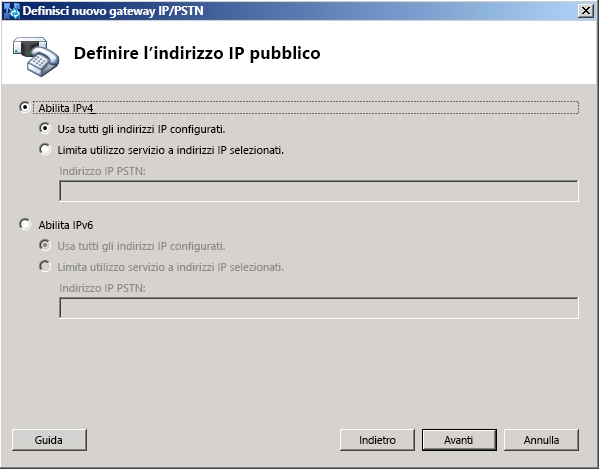 Definisci nuovo gateway IP/PSTN
Definire l'indirizzo IP pubblico
Abilita IPv4
Usa tutti gli indirizzi IP configurati.
Limita utilizzo servizio a indirizzi IP selezionati.
Indirizzo IP PSTN:
Abilita IPv6
Usa tutti gli indirizzi IP configurati.
Limita utilizzo servizio a indirizzi IP selezionati.
Indirizzo IP PSTN:
Guida Indietro Avanti Annulla